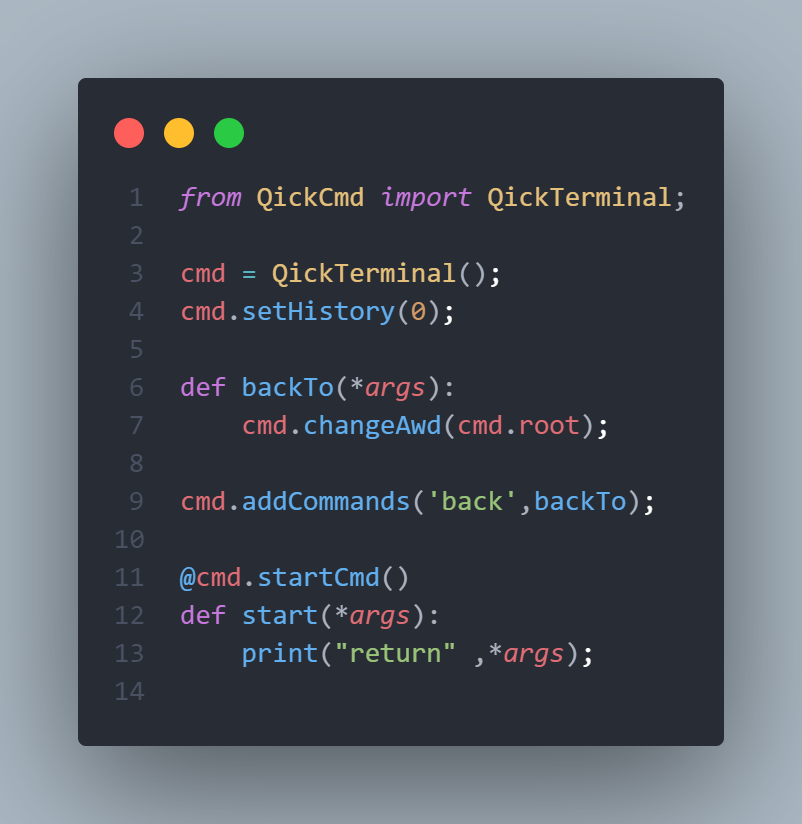 1 from QickCmd import QickTerminal;
2
3 cmd = QickTerminal();
4 cmd.setHistory(0);
5
6 def backTo(*args):
7     cmd.changeAwd(cmd.root);
8
9 cmd.addCommands('back',backTo);
10
11 @cmd.startCmd()
12 def start(*args):
13     print("return" ,*args);
14